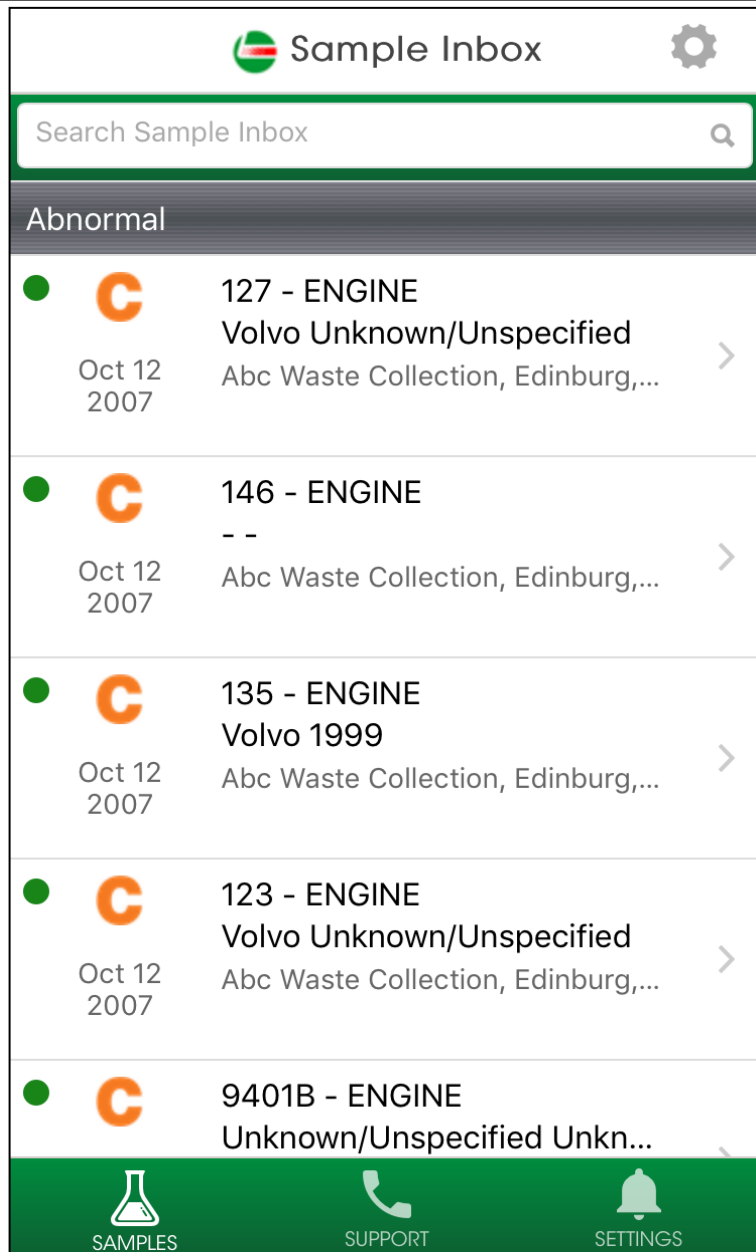 Sample Inbox
Search Sample Inbox
Abnormal
C
127 - ENGINE
Volvo Unknown/Unspecified
Abc Waste Collection, Edinburg,...
Oct 12
2007
C
146 - ENGINE
- -
Abc Waste Collection, Edinburg,...
Oct 12
2007
C
135 - ENGINE
Volvo 1999
Abc Waste Collection, Edinburg,...
Oct 12
2007
C
123 - ENGINE
Volvo Unknown/Unspecified
Abc Waste Collection, Edinburg,...
Oct 12
2007
C
9401B - ENGINE
Unknown/Unspecified Unkn...
SAMPLES
SUPPORT
SETTINGS